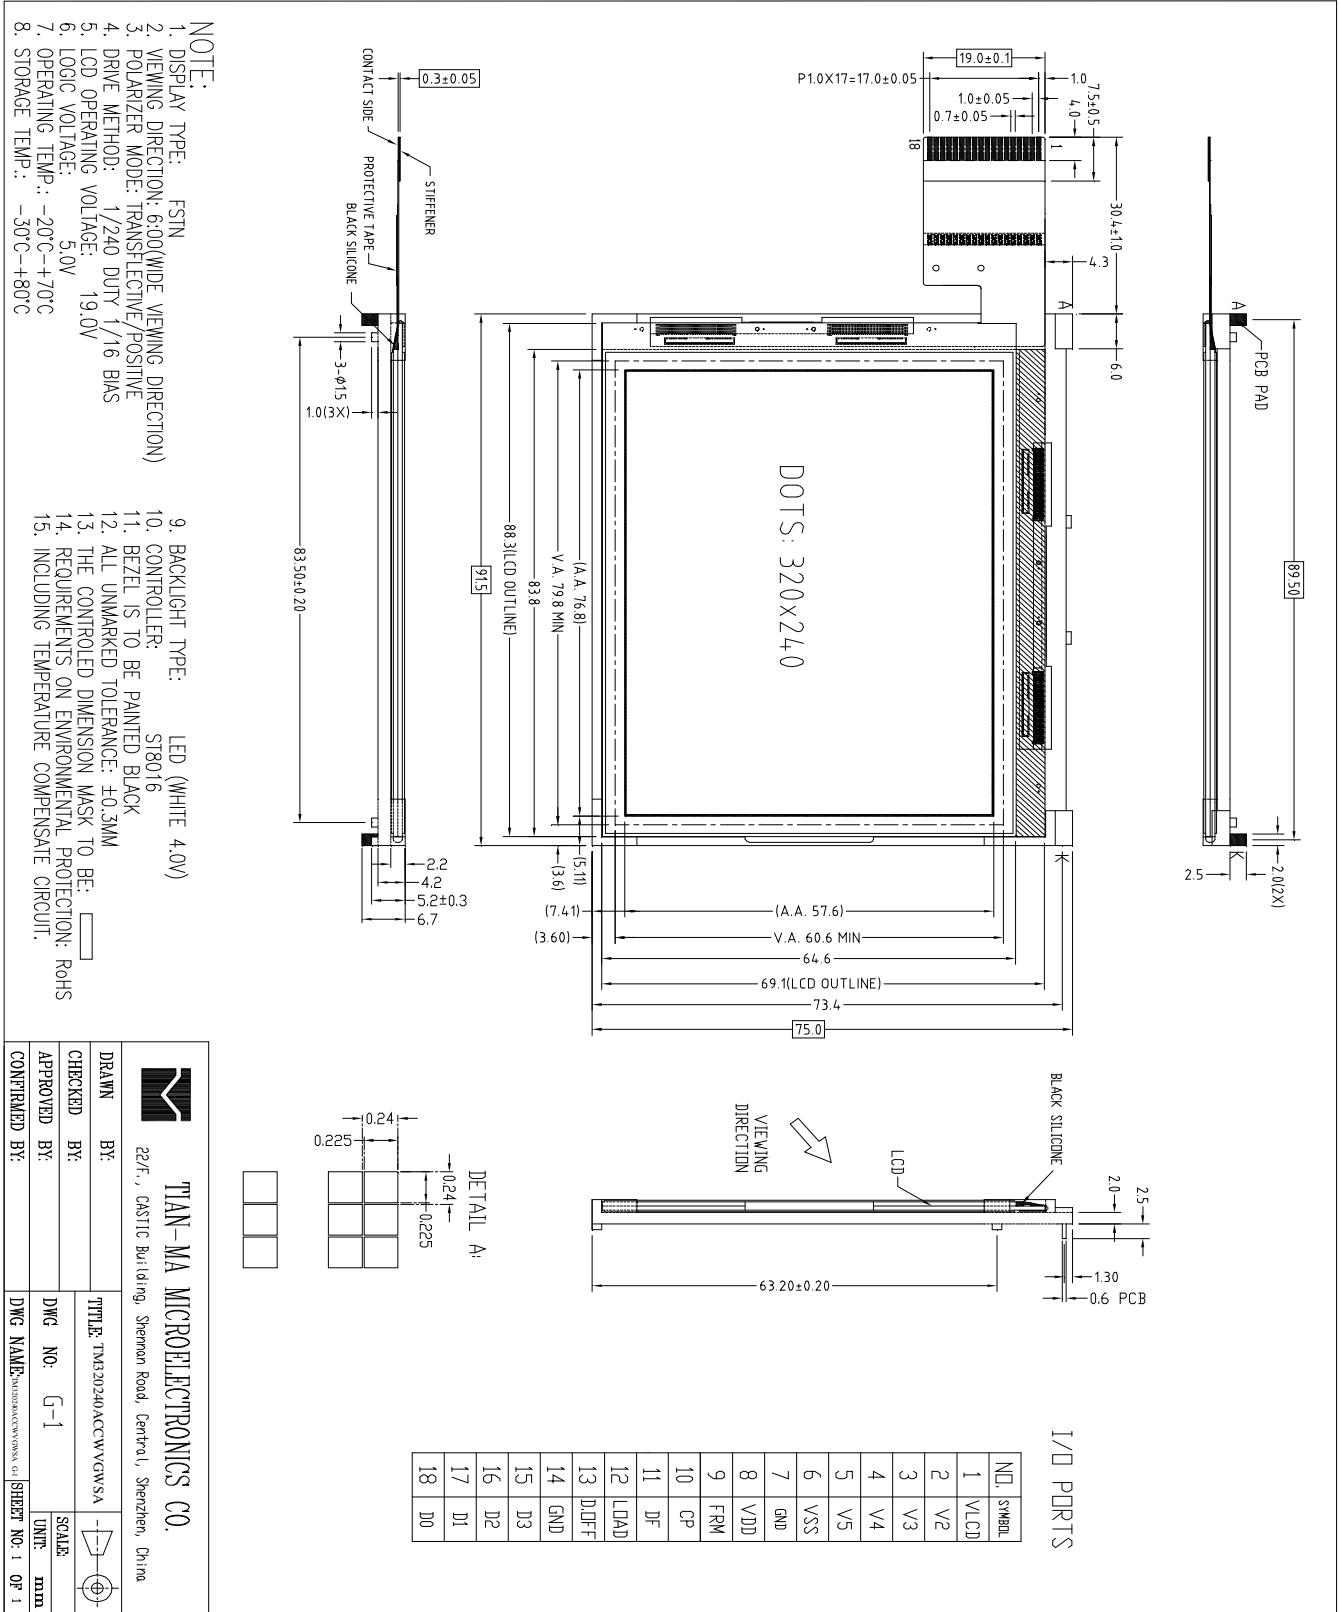 19.0±0.1
P1.0X17=17.0±0.05
1.0
1.0±0.05
0.7±0.05
7.5±0.5
4.0
18
1
30.4±1.0
4.3
A
6.0
0.3±0.05
CONTACT SIDE
STIFFENER
PROTECTIVE TAPE
BLACK SILICONE
3-ø1.5
1.0(3X)
83.50±0.20
2.2
4.2
5.2±0.3
6.7
A
PCB PAD
89.50
K
2.0(2X)
2.5
DOTS: 320x240
(A.A. 76.8)
V.A. 79.8 MIN
83.8
88.3(LCD OUTLINE)
91.5
(5.11)
(3.6)
K
(7.41)
(3.60)
(A.A. 57.6)
V.A. 60.6 MIN
64.6
69.1(LCD OUTLINE)
73.4
75.0
BLACK SILICONE
LCD
VIEWING
DIRECTION
2.0
2.5
1.30
0.6 PCB
63.20±0.20
DETAIL A:
0.24
0.225
0.24
0.225
I/O PORTS
NO. SYMBOL
1 VLCD
2 V2
3 V3
4 V4
5 V5
6 VSS
7 GND
8 VDD
9 FRM
10 CP
11 DF
12 LOAD
13 D.OFF
14 GND
15 D3
16 D2
17 D1
18 D0
NOTE:
1. DISPLAY TYPE: FSTN
2. VIEWING DIRECTION: 6:00(WIDE VIEWING DIRECTION)
3. POLARIZER MODE: TRANSFLECTIVE/POSITIVE
4. DRIVE METHOD: 1/240 DUTY 1/16 BIAS
5. LCD OPERATING VOLTAGE: 19.0V
6. LOGIC VOLTAGE: 5.0V
7. OPERATING TEMP.: -20°C~+70°C
8. STORAGE TEMP.: -30°C~+80°C
9. BACKLIGHT TYPE: LED (WHITE 4.0V)
10. CONTROLLER: ST8016
11. BEZEL IS TO BE PAINTED BLACK
12. ALL UNMARKED TOLERANCE: ±0.3MM
13. THE CONTROLED DIMENSION MASK TO BE:
14. REQUIREMENTS ON ENVIRONMENTAL PROTECTION: RoHS
15. INCLUDING TEMPERATURE COMPENSATE CIRCUIT.
TIAN-MA MICROELECTRONICS CO.
22/F., CASTIC Building, Shennan Road, Central, Shenzhen, China
DRAWN BY:
CHECKED BY:
APPROVED BY:
CONFIRMED BY:
TITLE: TM320240ACCWVGWSA
DWG NO: G-1
SCALE:
UNIT: mm
DWG NAME: TM320240ACCWVGWSA G-1
SHEET NO: 1 OF 1